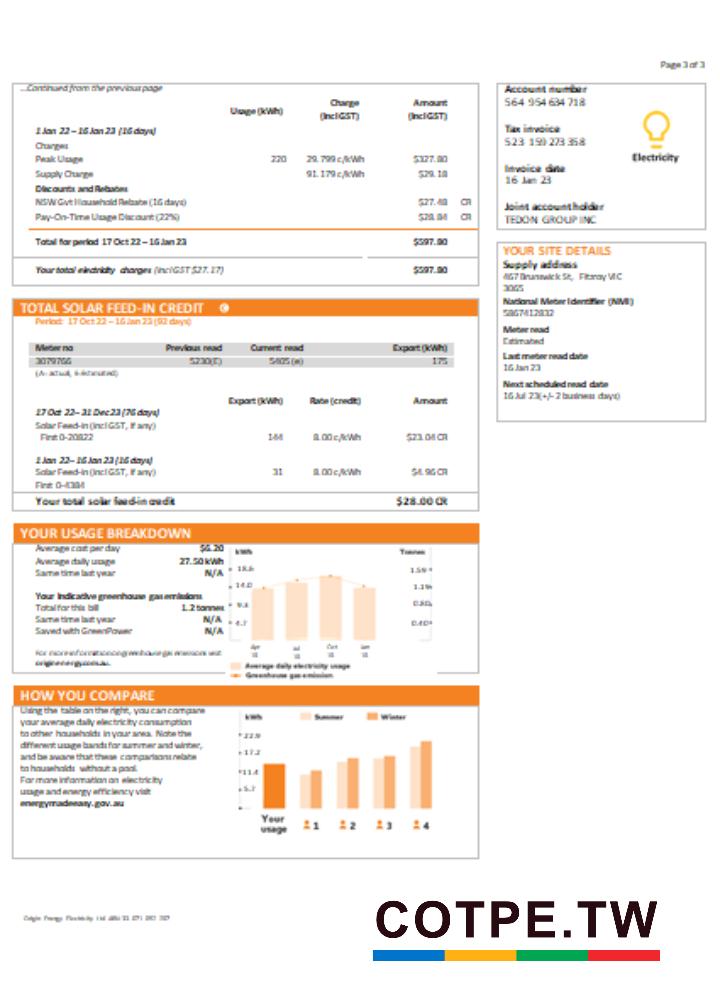 Page 3 of 3
...Continued from the previous page
Usage (kWh) Charge (incl GST) Amount (incl GST)
1 Jan 22 – 16 Jan 23 (16 days)
Charges
Peak Usage 220 29.799 c/kWh $327.80
Supply Charge 91.179 c/kWh $29.18
Discounts and Rebates
NSW Gvt Household Rebate (16 days) $27.48 CR
Pay-On-Time Usage Discount (22%) $28.84 CR
Total for period 17 Oct 22 – 16 Jan 23 $597.80
Your total electricity charges (incl GST $27.17) $597.80
Account number
564 954 634 718
Tax invoice
523 159 273 358
Invoice date
16 Jan 23
Joint account holder
TEDON GROUP INC
Electricity
YOUR SITE DETAILS
Supply address
467 Brunswick St, Fitzroy VIC
3065
National Meter Identifier (NMI)
5867412832
Meter read
Estimated
Last meter read date
16 Jan 23
Next scheduled read date
16 Jul 23(+/- 2 business days)
TOTAL SOLAR FEED-IN CREDIT
Period: 17 Oct 22 – 16 Jan 23 (92 days)
Meter no Previous read Current read Export (kWh)
3079766 5230(E) 5405 (e) 175
(A- actual, E-Estimated)
Export (kWh) Rate (credit) Amount
17 Oct 22– 31 Dec 23 (76 days)
Solar Feed-in (incl GST, if any)
First 0-20822 144 8.00 c/kWh $23.04 CR
1 Jan 22 – 16 Jan 23 (16 days)
Solar Feed-in (incl GST, if any) 31 8.00 c/kWh $4.96 CR
First 0-4384
Your total solar feed-in credit $28.00 CR
YOUR USAGE BREAKDOWN
Average cost per day $6.20
Average daily usage 27.50 kWh
Same time last year N/A
Your indicative greenhouse gas emissions
Total for this bill 1.2 tonnes
Same time last year N/A
Saved with GreenPower N/A
For more information on greenhouse gas emissions visit
originenergy.com.au.
kWh Tonnes
18.6 1.59
14.0 1.19
9.3 0.80
4.7 0.40
Apr Jul Oct Jan
Average daily electricity usage
Greenhouse gas emission
HOW YOU COMPARE
Using the table on the right, you can compare
your average daily electricity consumption
to other households in your area. Note the
different usage bands for summer and winter,
and be aware that these comparisons relate
to households without a pool.
For more information on electricity
usage and energy efficiency visit
energymadeeasy.gov.au
kWh Summer Winter
22.9
17.2
11.4
5.7
Your usage 1 2 3 4
Origin Energy Electricity Ltd ABN 33 071 052 287
COTPE.TW